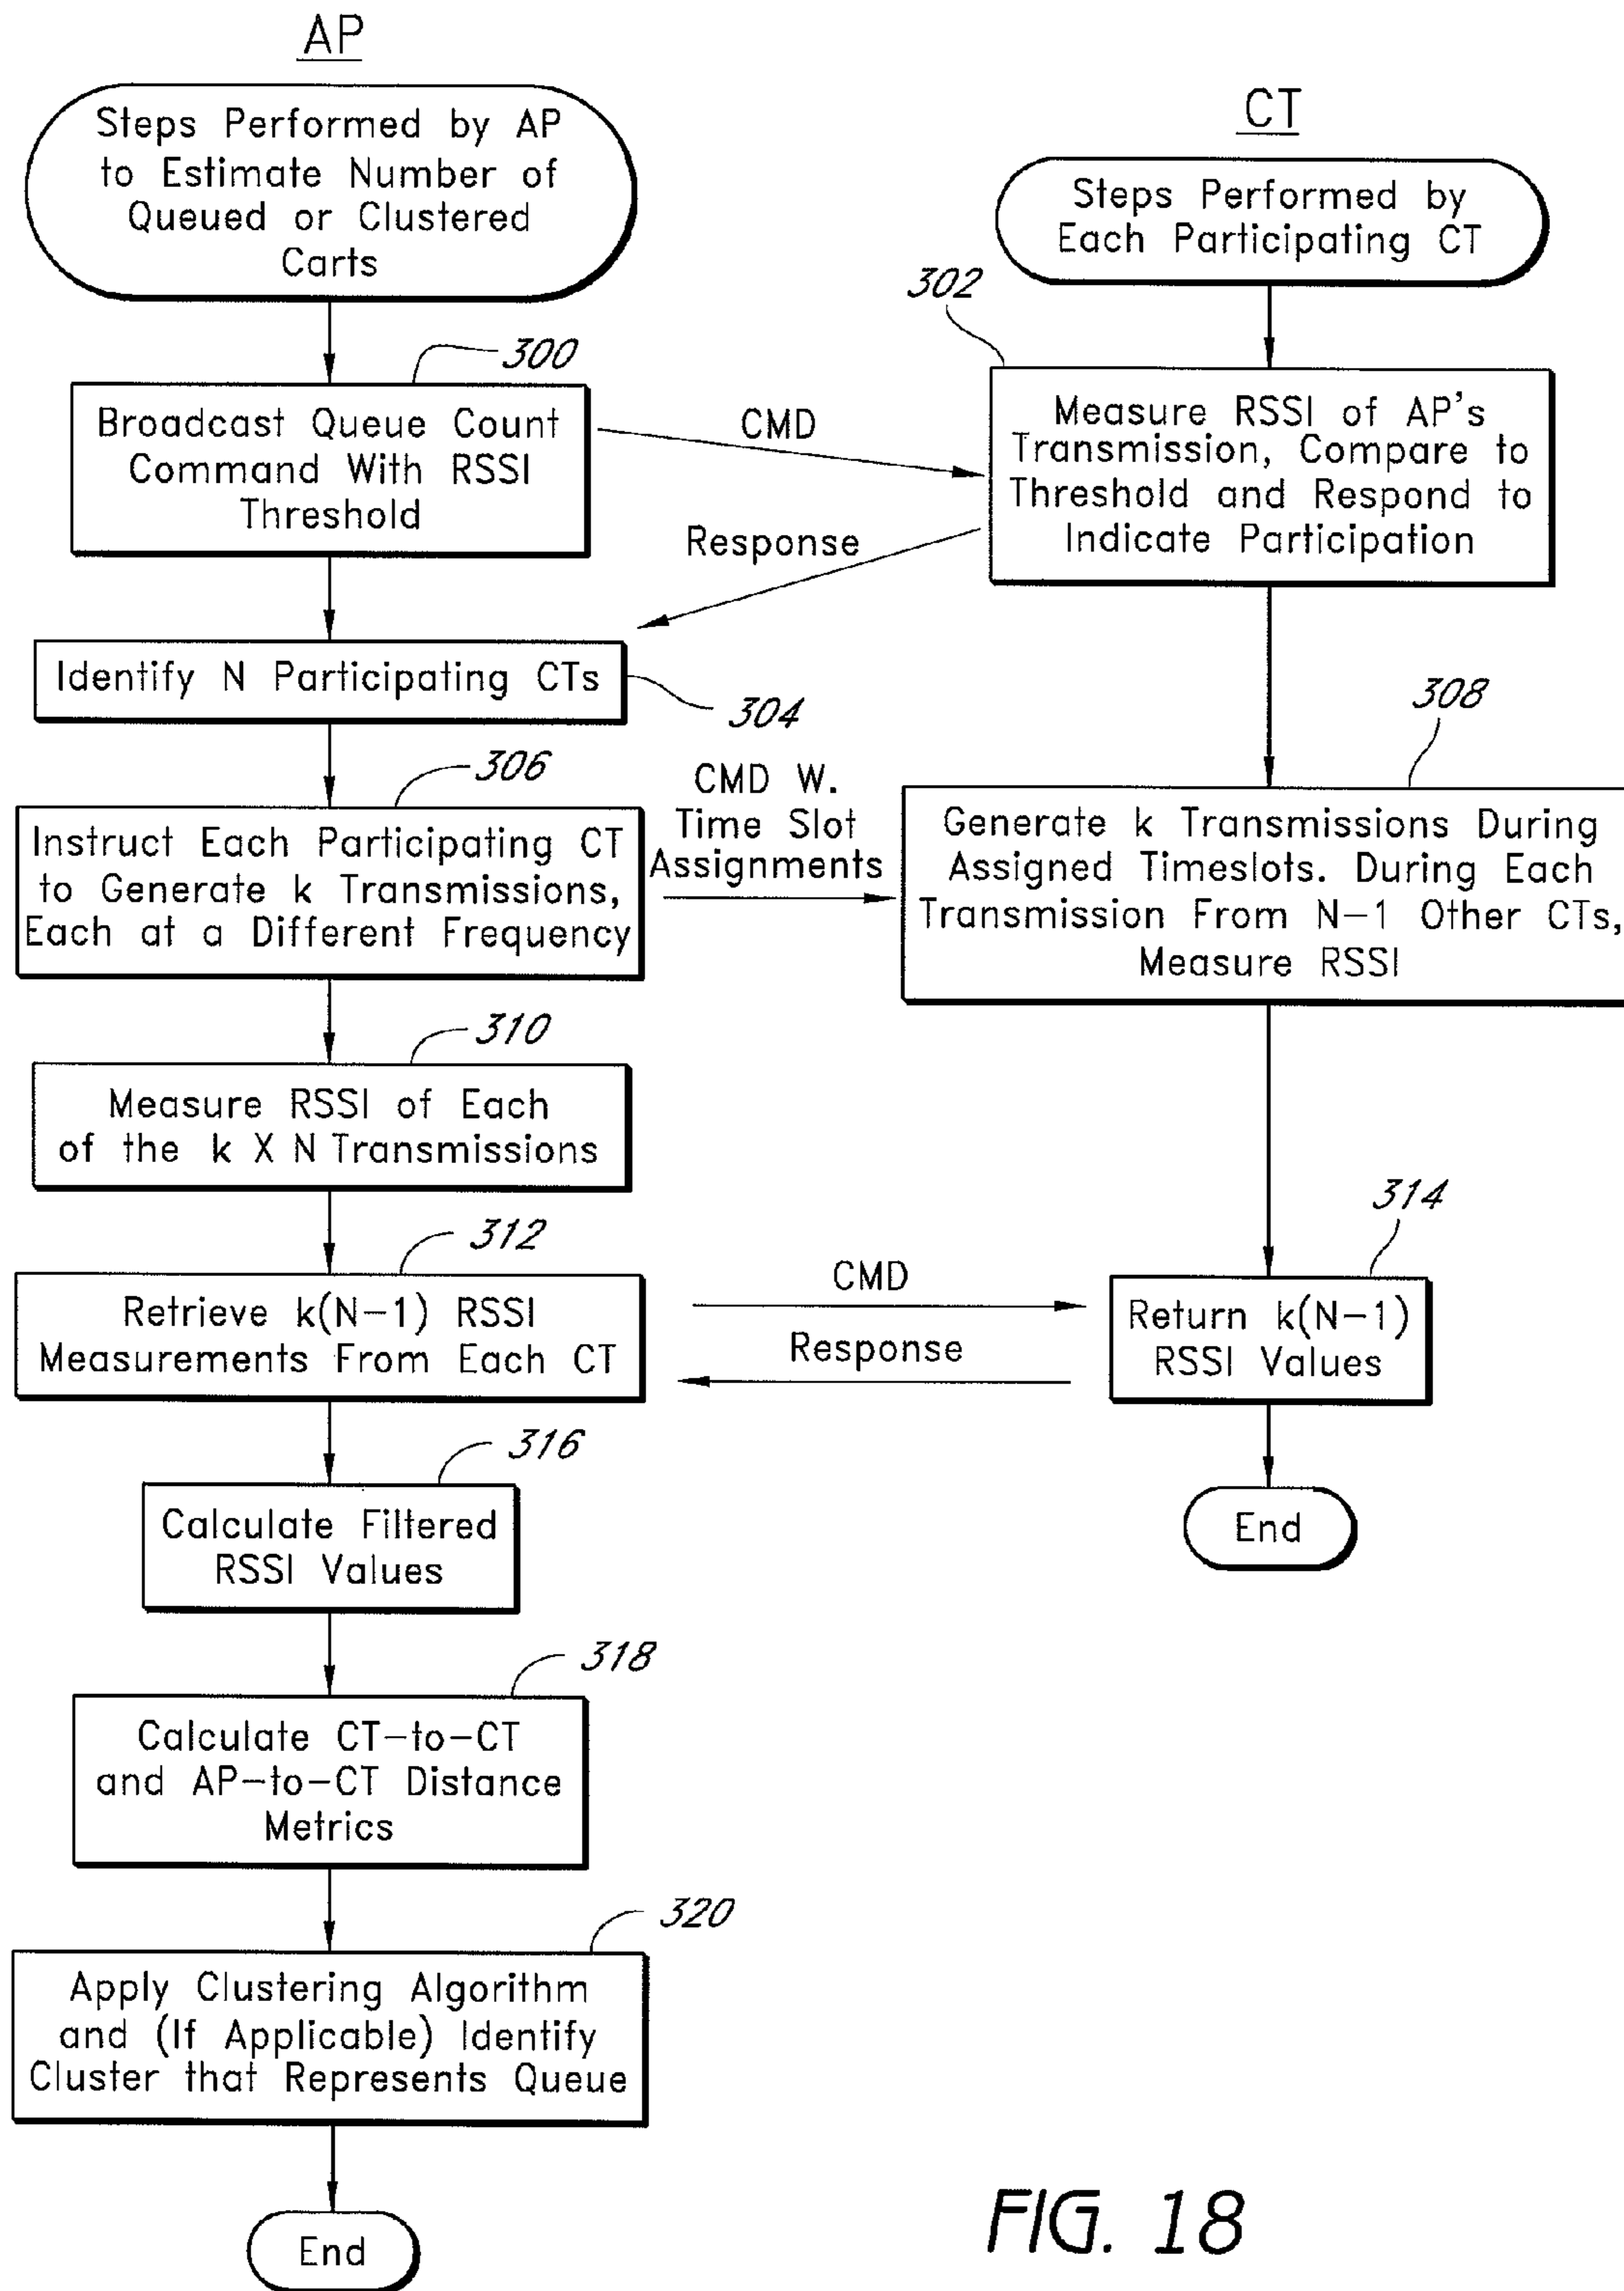 AP
Steps Performed by AP
to Estimate Number of
Queued or Clustered
Carts
CT
Steps Performed by
Each Participating CT
300
Broadcast Queue Count
Command With RSSI
Threshold
CMD
302
Measure RSSI of AP's
Transmission, Compare to
Threshold and Respond to
Indicate Participation
Response
Identify N Participating CTs
304
306
Instruct Each Participating CT
to Generate k Transmissions,
Each at a Different Frequency
CMD W.
Time Slot
Assignments
308
Generate k Transmissions During
Assigned Timeslots. During Each
Transmission From N-1 Other CTs,
Measure RSSI
310
Measure RSSI of Each
of the k X N Transmissions
312
Retrieve k(N-1) RSSI
Measurements From Each CT
CMD
Response
314
Return k(N-1)
RSSI Values
End
316
Calculate Filtered
RSSI Values
318
Calculate CT-to-CT
and AP-to-CT Distance
Metrics
320
Apply Clustering Algorithm
and (If Applicable) Identify
Cluster that Represents Queue
End
FIG. 18